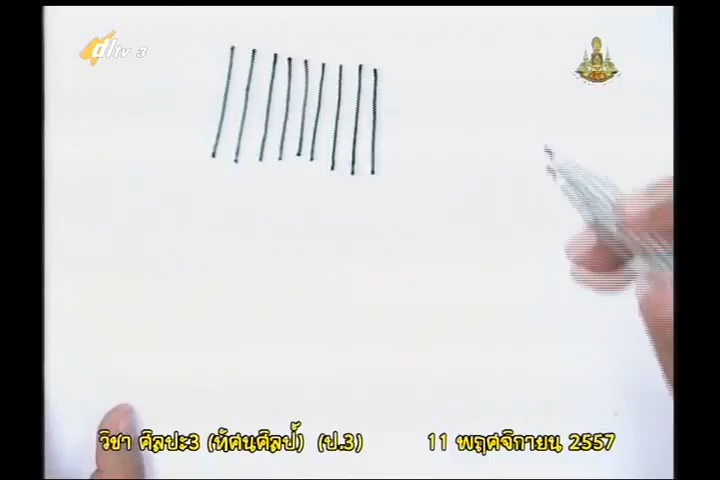 dltv 3
วิชา ศิลปะ3 (ทัศนศิลป์) (ป.3) 11 พฤศจิกายน 2557